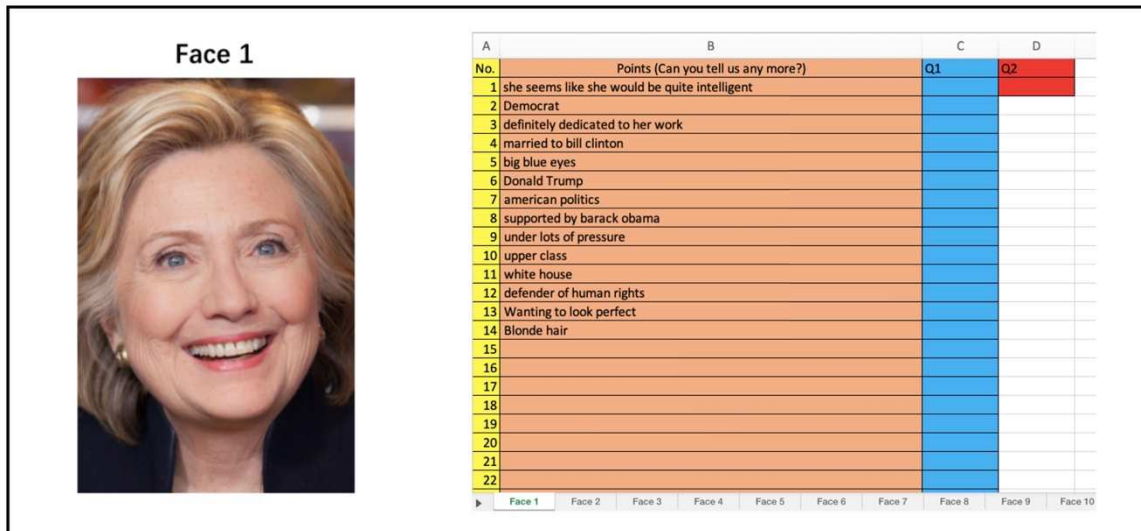 Face 1
A B C D
No. Points (Can you tell us any more?) Q1 Q2
1 she seems like she would be quite intelligent
2 Democrat
3 definitely dedicated to her work
4 married to bill clinton
5 big blue eyes
6 Donald Trump
7 american politics
8 supported by barack obama
9 under lots of pressure
10 upper class
11 white house
12 defender of human rights
13 Wanting to look perfect
14 Blonde hair
15
16
17
18
19
20
21
22
Face 1 Face 2 Face 3 Face 4 Face 5 Face 6 Face 7 Face 8 Face 9 Face 10